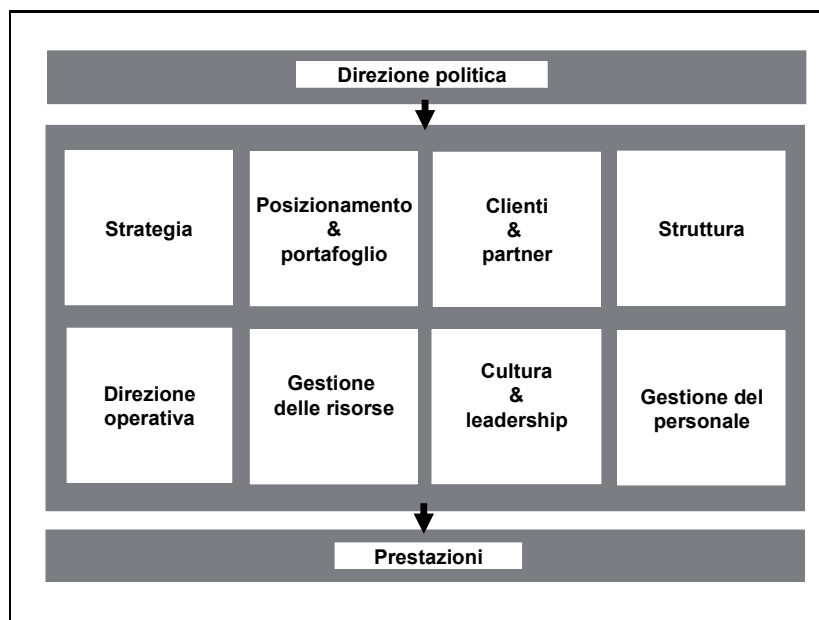 Direzione politica
Strategia
Posizionamento
&
portafoglio
Clienti
&
partner
Struttura
Direzione
operativa
Gestione
delle risorse
Cultura
&
leadership
Gestione del
personale
Prestazioni